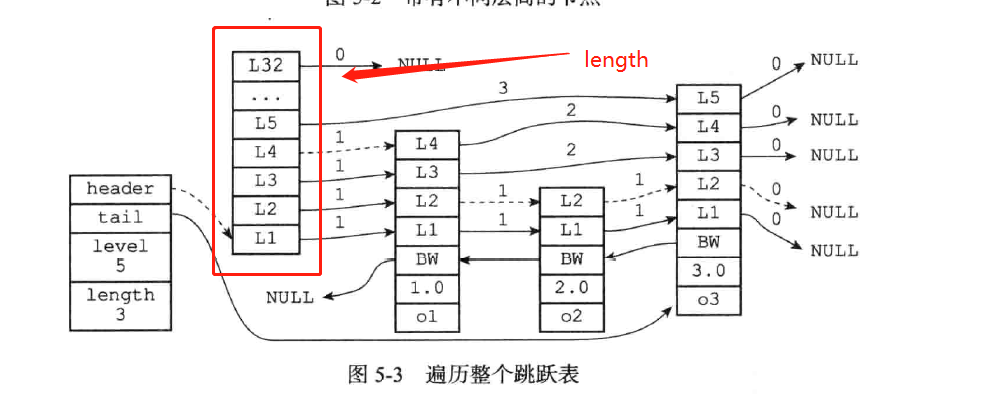 图 5-2 带有不同层高的节点
L32
0
NULL
length
...
L5
3
L4
1
L3
1
L2
1
L1
1
header
tail
level
5
length
3
NULL
L4
2
L3
2
L2
1
L1
1
BW
1.0
o1
L2
1
L1
1
BW
2.0
o2
L5
0
NULL
L4
0
NULL
L3
0
NULL
L2
0
NULL
L1
0
NULL
BW
3.0
o3
图 5-3 遍历整个跳跃表